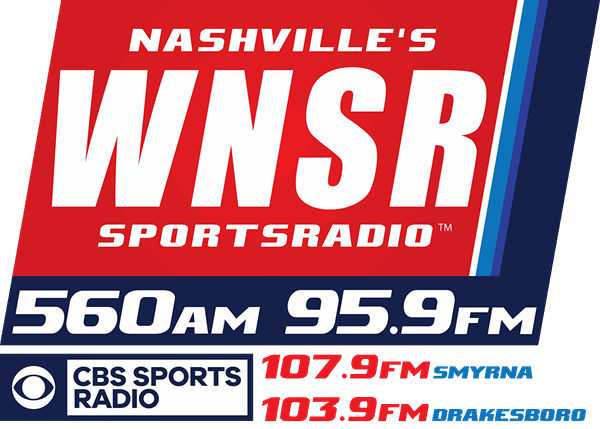 NASHVILLE'S
WNSR
SPORTSRADIO™
560AM 95.9FM
CBS SPORTS
RADIO
107.9FM SMYRNA
103.9FM DRAKESBORO